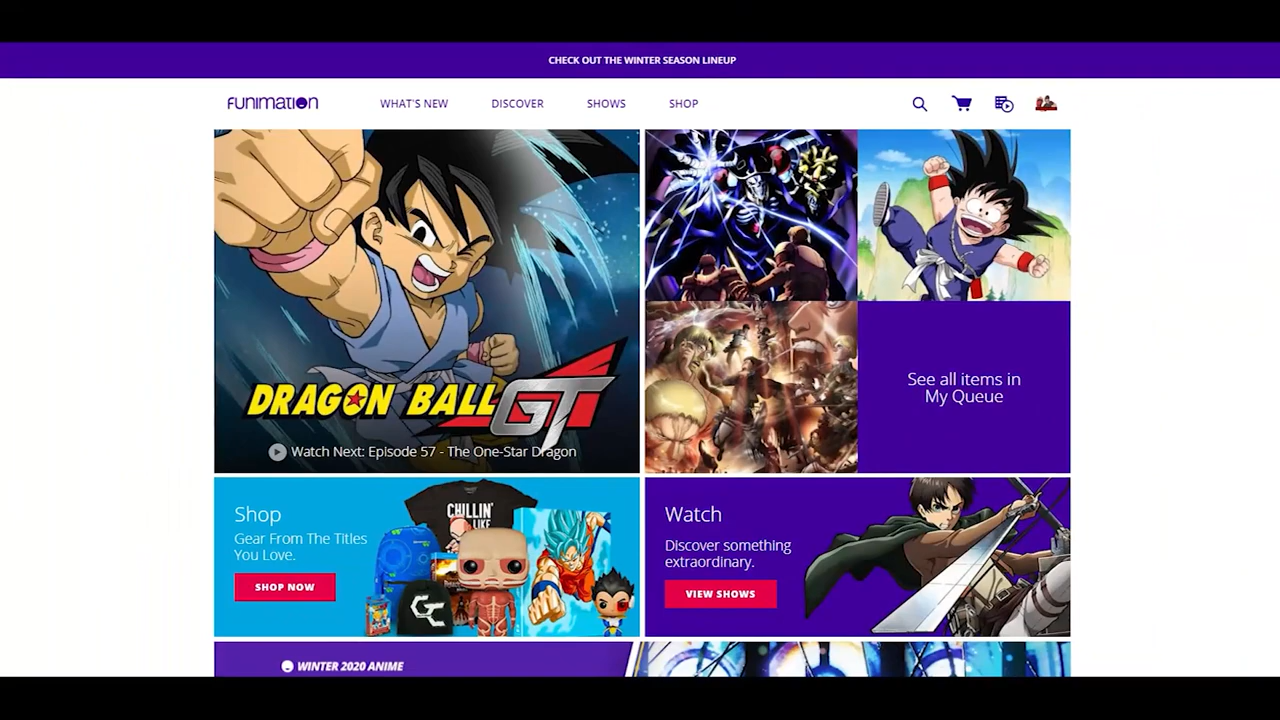 CHECK OUT THE WINTER SEASON LINEUP
FUNIMATION
WHAT'S NEW
DISCOVER
SHOWS
SHOP
DRAGON BALL GT
Watch Next: Episode 57 - The One-Star Dragon
See all items in
My Queue
Shop
Gear From The Titles
You Love.
SHOP NOW
CHILLIN'
LIKE
Watch
Discover something
extraordinary.
VIEW SHOWS
WINTER 2020 ANIME